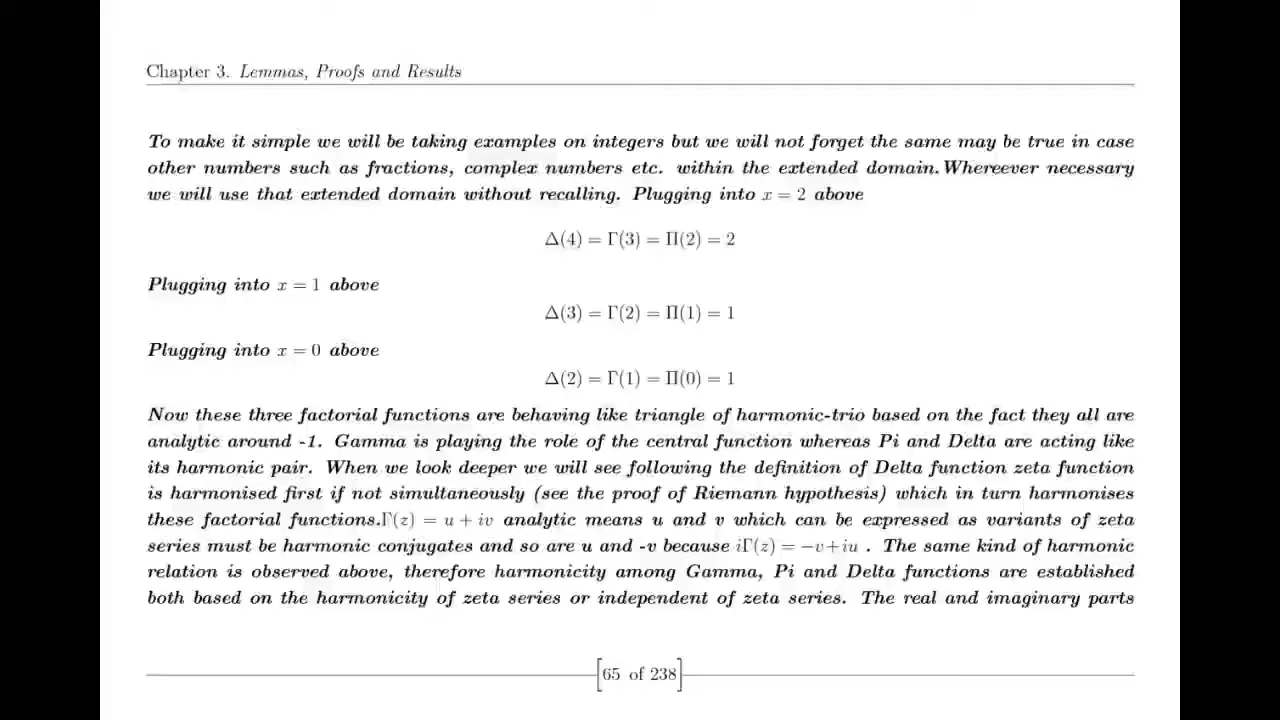 Chapter 3. Lemmas, Proofs and Results
To make it simple we will be taking examples on integers but we will not forget the same may be true in case
other numbers such as fractions, complex numbers etc. within the extended domain.Whereever necessary
we will use that extended domain without recalling. Plugging into x = 2 above
Δ(4) = Γ(3) = Π(2) = 2
Plugging into x = 1 above
Δ(3) = Γ(2) = Π(1) = 1
Plugging into x = 0 above
Δ(2) = Γ(1) = Π(0) = 1
Now these three factorial functions are behaving like triangle of harmonic-trio based on the fact they all are
analytic around -1. Gamma is playing the role of the central function whereas Pi and Delta are acting like
its harmonic pair. When we look deeper we will see following the definition of Delta function zeta function
is harmonised first if not simultaneously (see the proof of Riemann hypothesis) which in turn harmonises
these factorial functions.Γ(z) = u + iv analytic means u and v which can be expressed as variants of zeta
series must be harmonic conjugates and so are u and -v because iΓ(z) = −v+iu . The same kind of harmonic
relation is observed above, therefore harmonicity among Gamma, Pi and Delta functions are established
both based on the harmonicity of zeta series or independent of zeta series. The real and imaginary parts
[65 of 238]